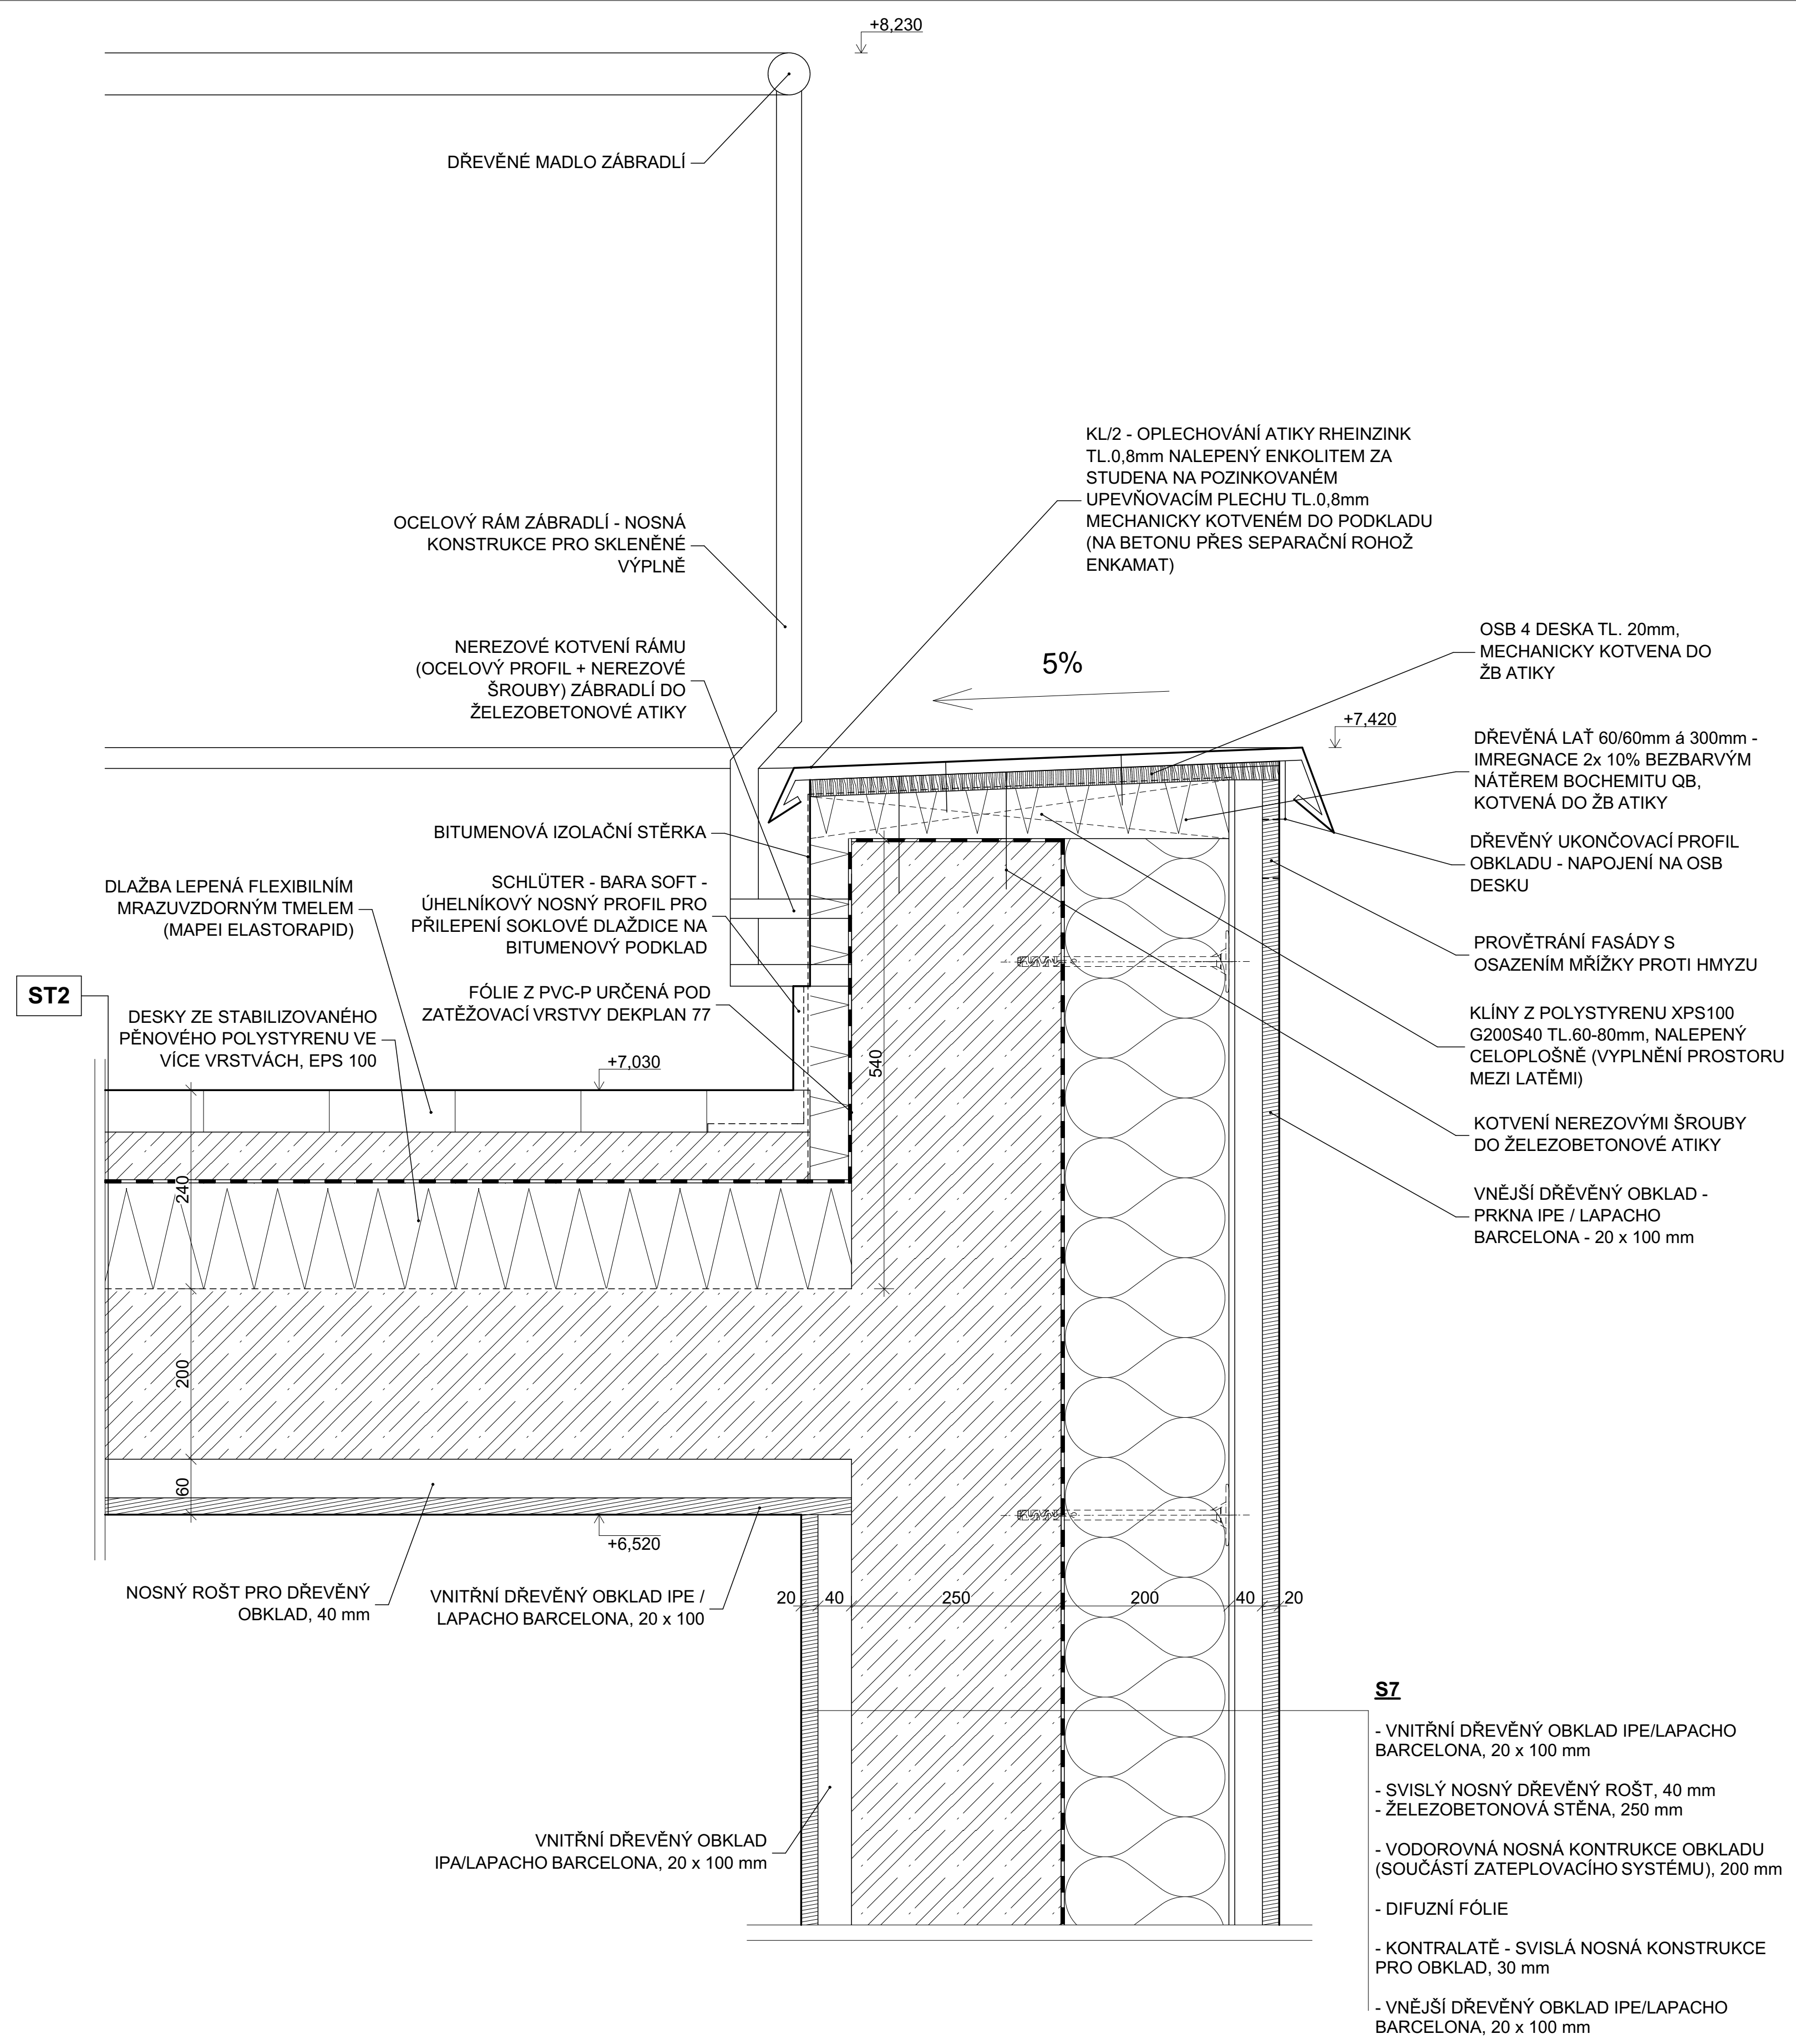 +8,230
DŘEVĚNÉ MADLO ZÁBRADLÍ
KL/2 - OPLECHOVÁNÍ ATIKY RHEINZINK
TL.0,8mm NALEPENÝ ENKOLITEM ZA
STUDENA NA POZINKOVANÉM
UPEVŇOVACÍM PLECHU TL.0,8mm
MECHANICKY KOTVENÉM DO PODKLADU
(NA BETONU PŘES SEPARAČNÍ ROHOŽ
ENKAMAT)
OCELOVÝ RÁM ZÁBRADLÍ - NOSNÁ
KONSTRUKCE PRO SKLENĚNÉ
VÝPLNĚ
NEREZOVÉ KOTVENÍ RÁMU
(OCELOVÝ PROFIL + NEREZOVÉ
ŠROUBY) ZÁBRADLÍ DO
ŽELEZOBETONOVÉ ATIKY
5%
OSB 4 DESKA TL. 20mm,
MECHANICKY KOTVENA DO
ŽB ATIKY
+7,420
DŘEVĚNÁ LAŤ 60/60mm á 300mm -
IMREGNACE 2x 10% BEZBARVÝM
NÁTĚREM BOCHEMITU QB,
KOTVENÁ DO ŽB ATIKY
BITUMENOVÁ IZOLAČNÍ STĚRKA
DŘEVĚNÝ UKONČOVACÍ PROFIL
OBKLADU - NAPOJENÍ NA OSB
DESKU
SCHLÜTER - BARA SOFT -
ÚHELNÍKOVÝ NOSNÝ PROFIL PRO
PŘILEPENÍ SOKLOVÉ DLAŽDICE NA
BITUMENOVÝ PODKLAD
DLAŽBA LEPENÁ FLEXIBILNÍM
MRAZUVZDORNÝM TMELEM
(MAPEI ELASTORAPID)
PROVĚTRÁNÍ FASÁDY S
OSAZENÍM MŘÍŽKY PROTI HMYZU
ST2
FÓLIE Z PVC-P URČENÁ POD
ZATĚŽOVACÍ VRSTVY DEKPLAN 77
DESKY ZE STABILIZOVANÉHO
PĚNOVÉHO POLYSTYRENU VE
VÍCE VRSTVÁCH, EPS 100
KLÍNY Z POLYSTYRENU XPS100
G200S40 TL.60-80mm, NALEPENÝ
CELOPLOŠNĚ (VYPLNĚNÍ PROSTORU
MEZI LATĚMI)
+7,030
540
KOTVENÍ NEREZOVÝMI ŠROUBY
DO ŽELEZOBETONOVÉ ATIKY
240
VNĚJŠÍ DŘĚVĚNÝ OBKLAD -
PRKNA IPE / LAPACHO
BARCELONA - 20 x 100 mm
200
60
+6,520
NOSNÝ ROŠT PRO DŘEVĚNÝ
OBKLAD, 40 mm
VNITŘNÍ DŘEVĚNÝ OBKLAD IPE /
LAPACHO BARCELONA, 20 x 100
20 40 250 200 40 20
VNITŘNÍ DŘEVĚNÝ OBKLAD
IPA/LAPACHO BARCELONA, 20 x 100 mm
S7
- VNITŘNÍ DŘEVĚNÝ OBKLAD IPE/LAPACHO
BARCELONA, 20 x 100 mm
- SVISLÝ NOSNÝ DŘEVĚNÝ ROŠT, 40 mm
- ŽELEZOBETONOVÁ STĚNA, 250 mm
- VODOROVNÁ NOSNÁ KONTRUKCE OBKLADU
(SOUČÁSTÍ ZATEPLOVACÍHO SYSTÉMU), 200 mm
- DIFUZNÍ FÓLIE
- KONTRALATĚ - SVISLÁ NOSNÁ KONSTRUKCE
PRO OBKLAD, 30 mm
- VNĚJŠÍ DŘEVĚNÝ OBKLAD IPE/LAPACHO
BARCELONA, 20 x 100 mm